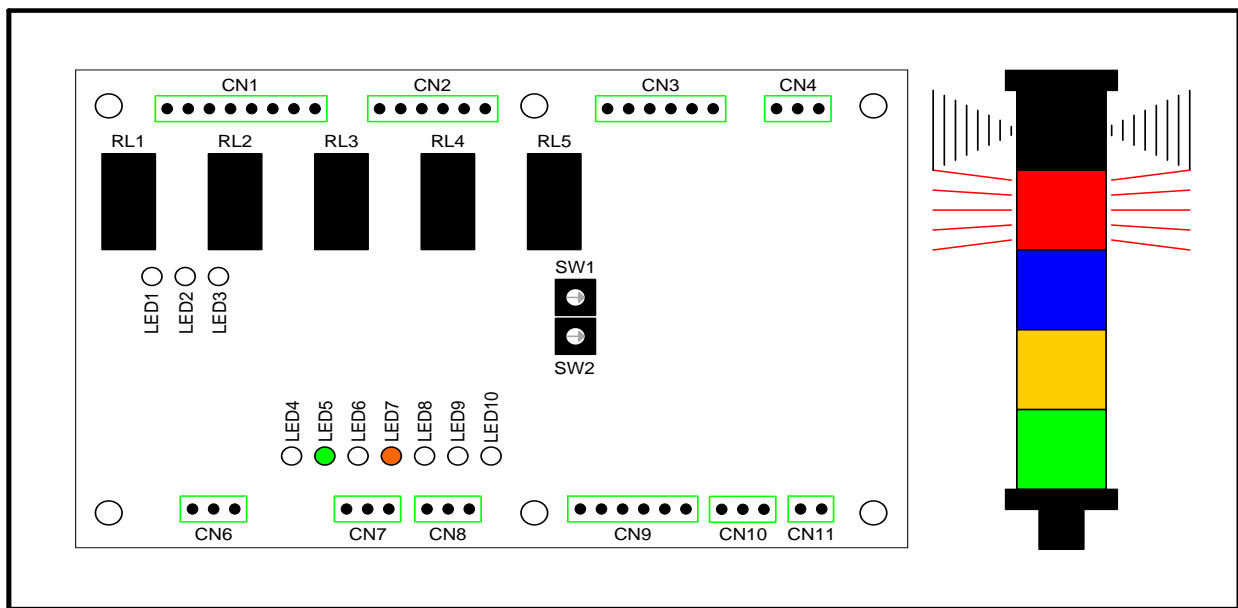 CN1
CN2
CN3
CN4
RL1
RL2
RL3
RL4
RL5
SW1
SW2
LED1
LED2
LED3
LED4
LED5
LED6
LED7
LED8
LED9
LED10
CN6
CN7
CN8
CN9
CN10
CN11